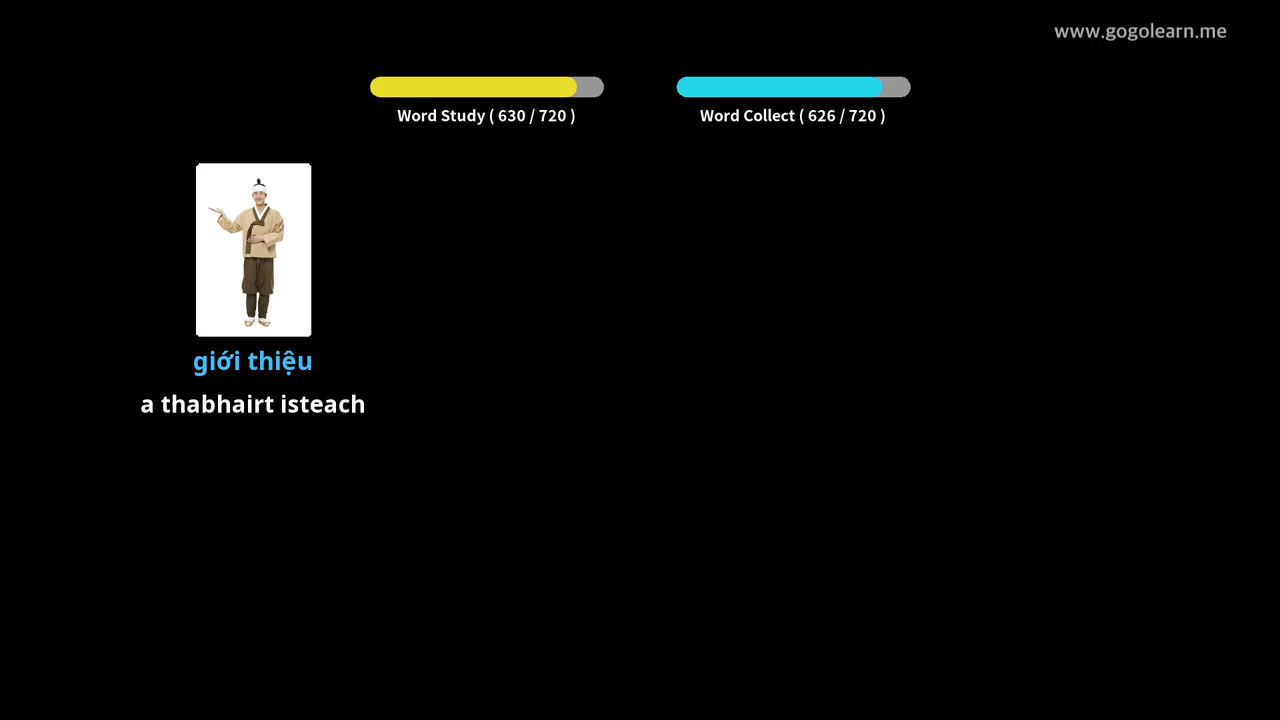 www.gogolearn.me
Word Study ( 630 / 720 )
Word Collect ( 626 / 720 )
giới thiệu
a thabhairt isteach